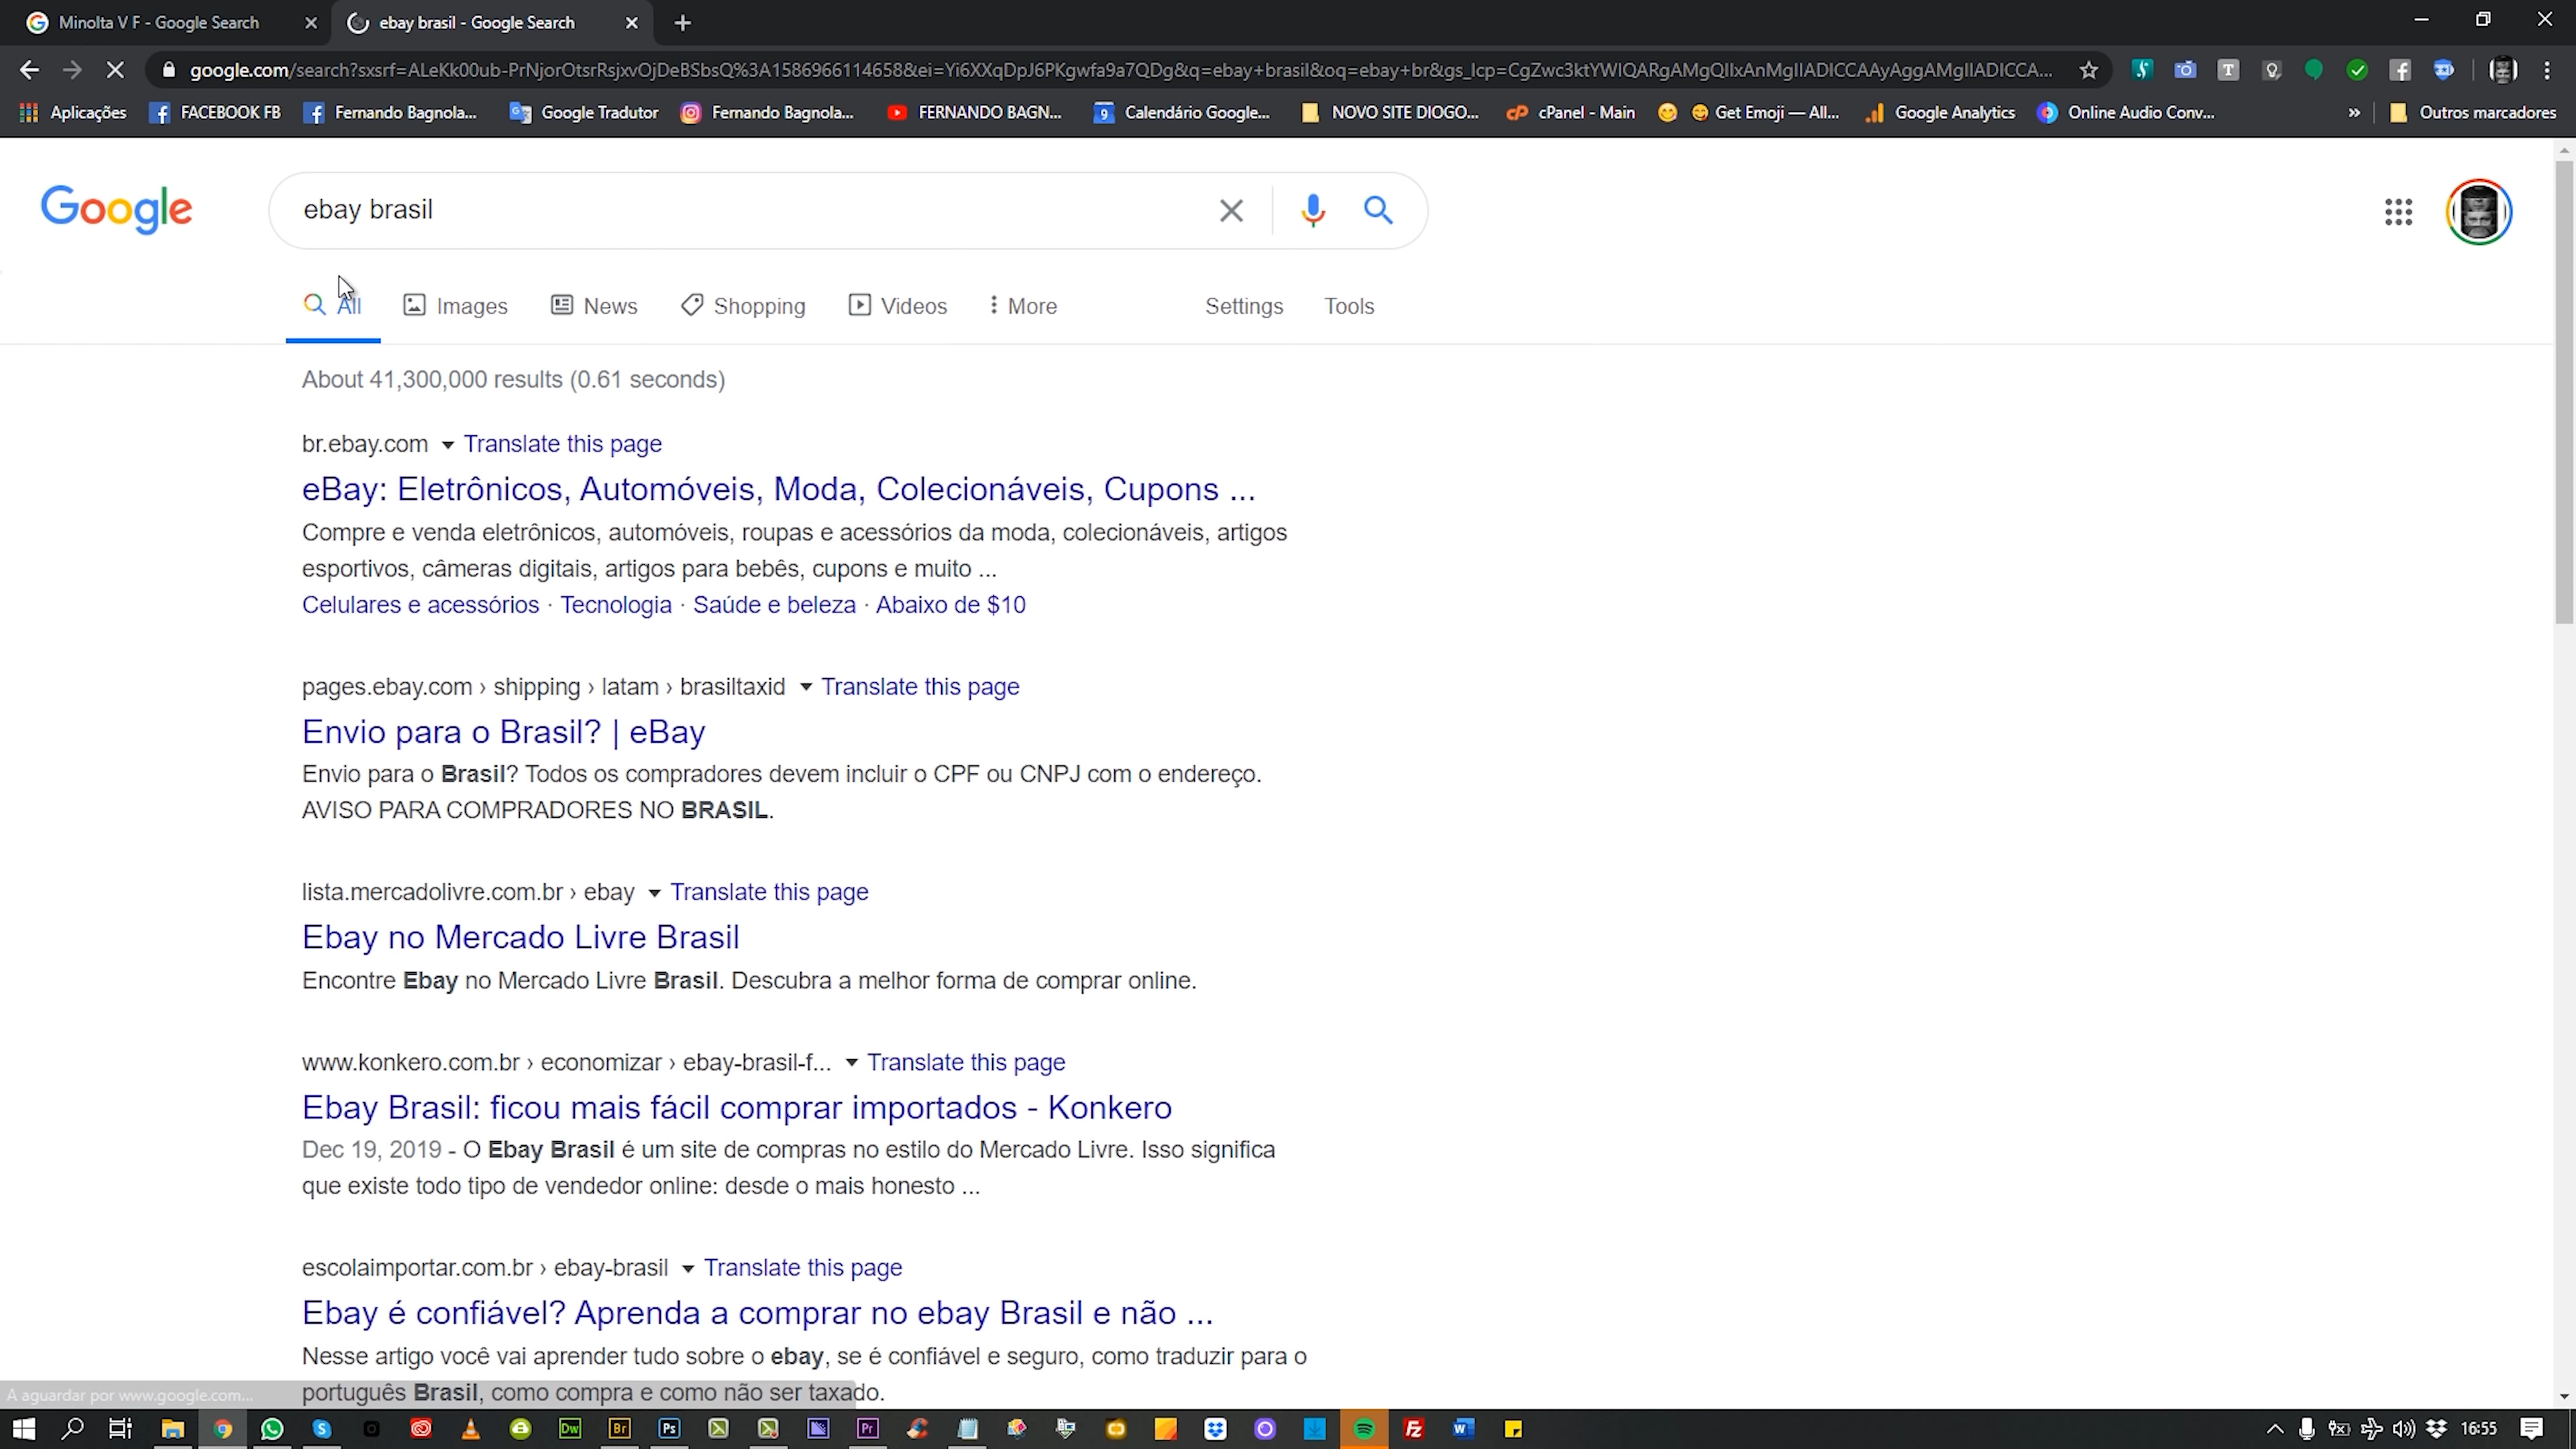 Minolta V F - Google Search
ebay brasil - Google Search
google.com/search?sxsrf=ALeKk00ub-PrNjorOtsrRsjxvOjDeBSbsQ%3A1586966114658&ei=Yi6XXqDpJ6PKgwfa9a7QDg&q=ebay+brasil&oq=ebay+br&gs_lcp=CgZwc3ktYWIQARgAMgQIIxAnMgIIADICCAAyAggAMgIIADICCA...
Aplicações FACEBOOK FB Fernando Bagnola... Google Tradutor Fernando Bagnola... FERNANDO BAGN... Calendário Google... NOVO SITE DIOGO... cPanel - Main Get Emoji — All... Google Analytics Online Audio Conv... » Outros marcadores
Google
ebay brasil
All Images News Shopping Videos More Settings Tools
About 41,300,000 results (0.61 seconds)
br.ebay.com Translate this page
eBay: Eletrônicos, Automóveis, Moda, Colecionáveis, Cupons ...
Compre e venda eletrônicos, automóveis, roupas e acessórios da moda, colecionáveis, artigos
esportivos, câmeras digitais, artigos para bebês, cupons e muito ...
Celulares e acessórios · Tecnologia · Saúde e beleza · Abaixo de $10
pages.ebay.com › shipping › latam › brasiltaxid Translate this page
Envio para o Brasil? | eBay
Envio para o Brasil? Todos os compradores devem incluir o CPF ou CNPJ com o endereço.
AVISO PARA COMPRADORES NO BRASIL.
lista.mercadolivre.com.br › ebay Translate this page
Ebay no Mercado Livre Brasil
Encontre Ebay no Mercado Livre Brasil. Descubra a melhor forma de comprar online.
www.konkero.com.br › economizar › ebay-brasil-f... Translate this page
Ebay Brasil: ficou mais fácil comprar importados - Konkero
Dec 19, 2019 - O Ebay Brasil é um site de compras no estilo do Mercado Livre. Isso significa
que existe todo tipo de vendedor online: desde o mais honesto ...
escolaimportar.com.br › ebay-brasil Translate this page
Ebay é confiável? Aprenda a comprar no ebay Brasil e não ...
Nesse artigo você vai aprender tudo sobre o ebay, se é confiável e seguro, como traduzir para o
português Brasil, como compra e como não ser taxado.
A aguardar por www.google.com...
Dw Br Ps Pr Fz W 16:55